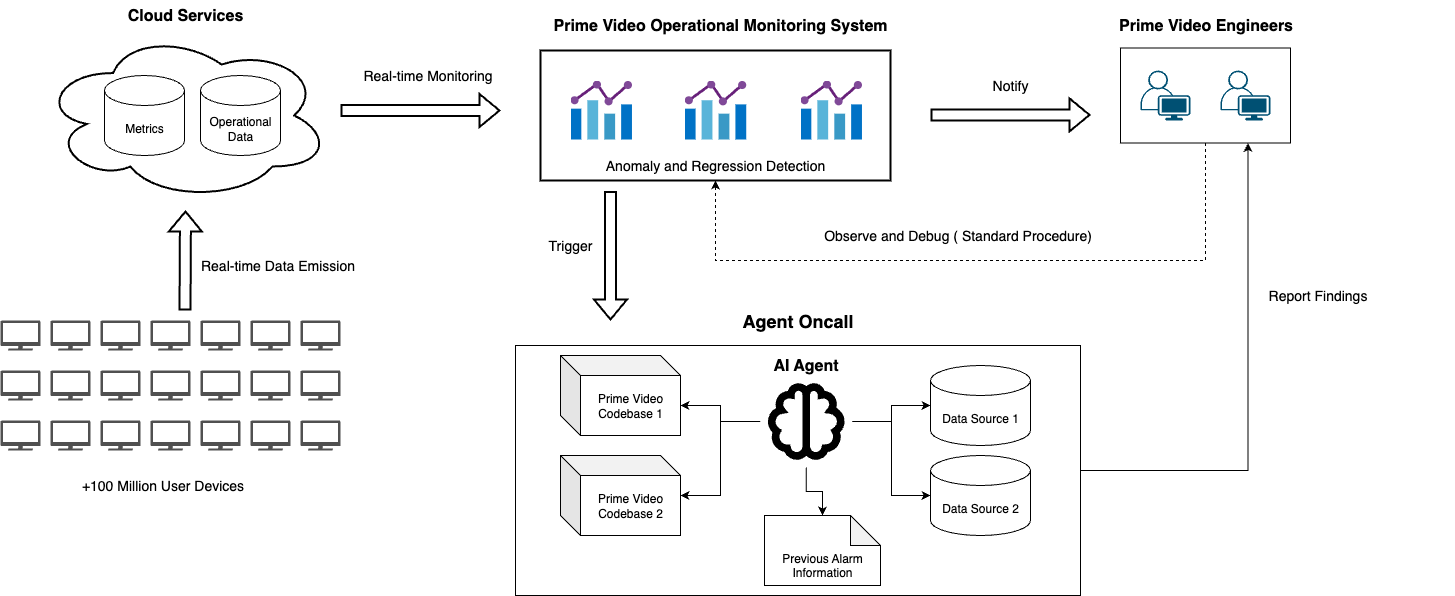 Cloud Services
Prime Video Operational Monitoring System
Prime Video Engineers
Real-time Monitoring
Notify
Metrics
Operational
Data
Anomaly and Regression Detection
Trigger
Observe and Debug ( Standard Procedure)
Real-time Data Emission
Report Findings
Agent Oncall
AI Agent
Prime Video
Codebase 1
Data Source 1
+100 Million User Devices
Prime Video
Codebase 2
Data Source 2
Previous Alarm
Information